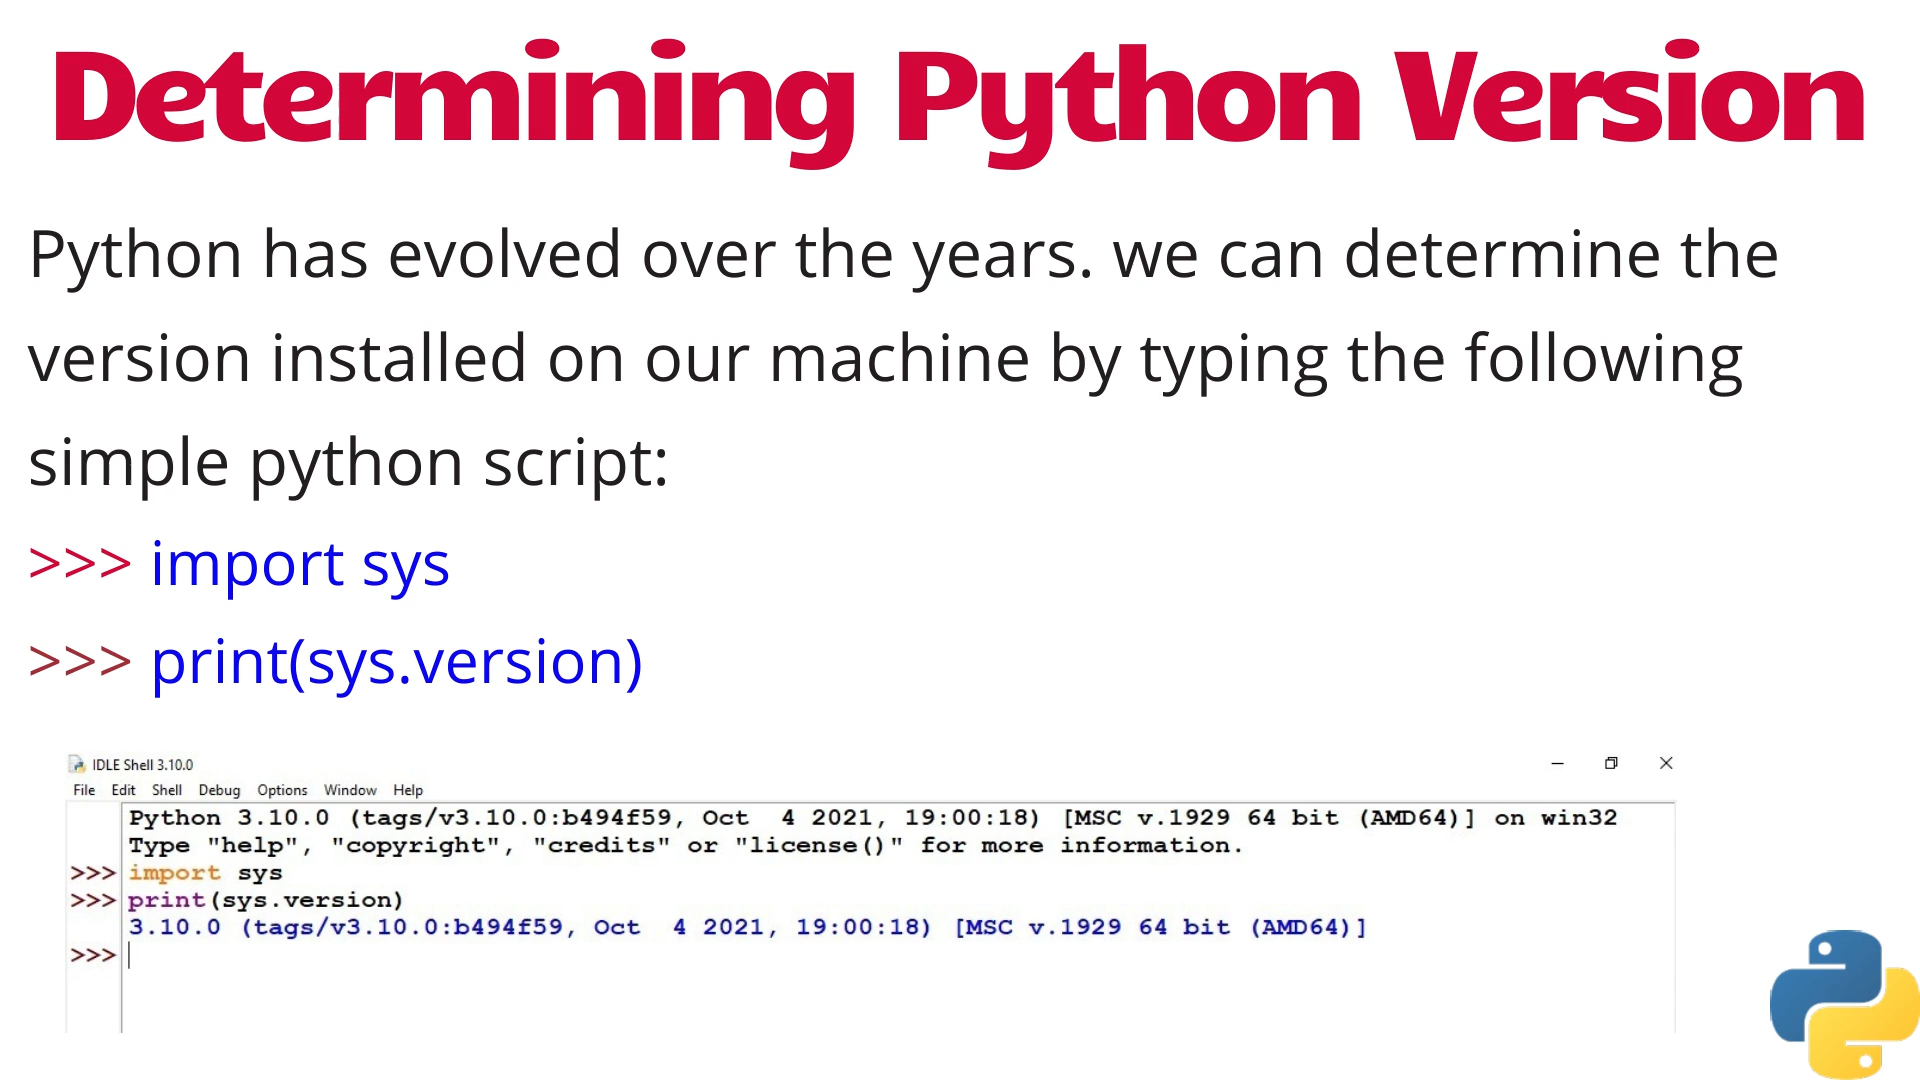 Determining Python Version
Python has evolved over the years. we can determine the
version installed on our machine by typing the following
simple python script:
>>> import sys
>>> print(sys.version)
IDLE Shell 3.10.0
File Edit Shell Debug Options Window Help
Python 3.10.0 (tags/v3.10.0:b494f59, Oct  4 2021, 19:00:18) [MSC v.1929 64 bit (AMD64)] on win32
Type "help", "copyright", "credits" or "license()" for more information.
>>> import sys
>>> print(sys.version)
3.10.0 (tags/v3.10.0:b494f59, Oct  4 2021, 19:00:18) [MSC v.1929 64 bit (AMD64)]
>>>